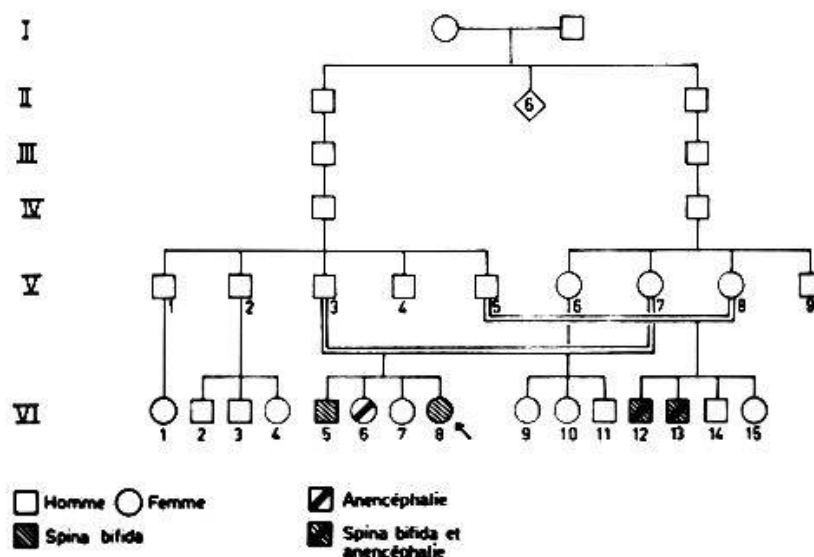 I
II
6
III
IV
V
1 2 3 4 5 6 7 8 9
VI
1 2 3 4 5 6 7 8 9 10 11 12 13 14 15
Homme Femme
Spina bifida
Anencéphalie
Spina bifida et
anencéphalie